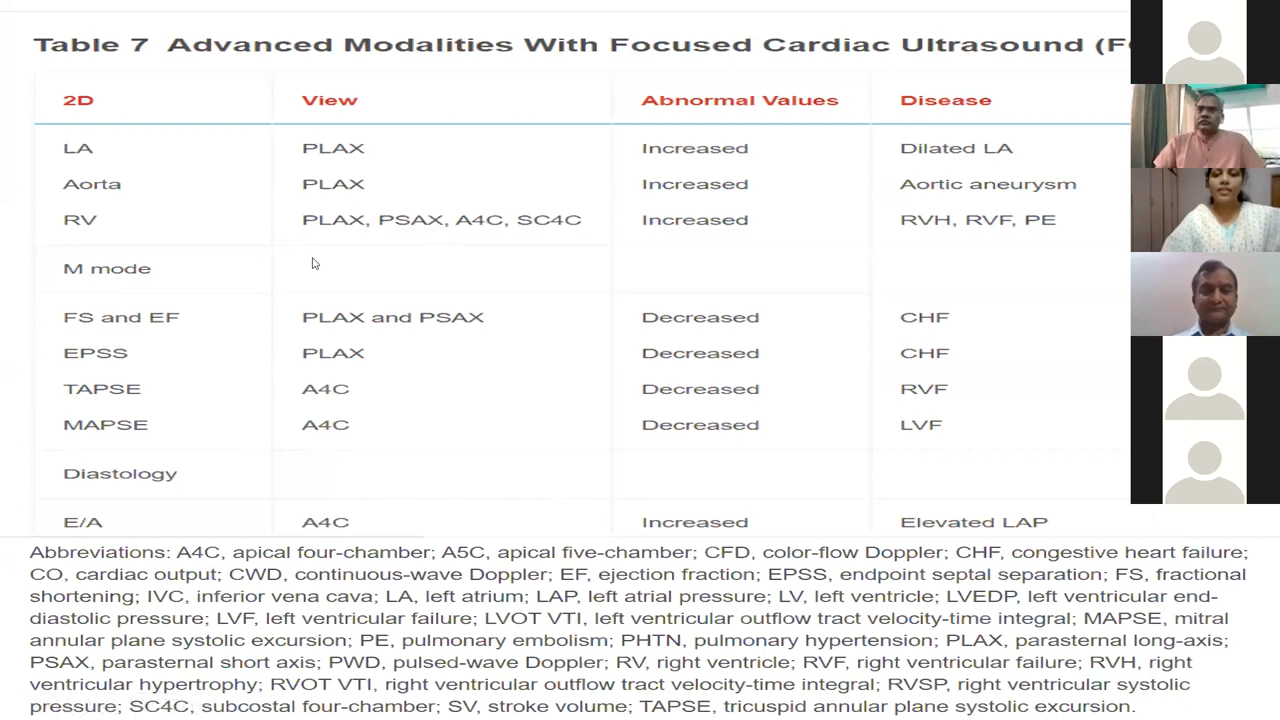 Table 7 Advanced Modalities With Focused Cardiac Ultrasound (F
2D View Abnormal Values Disease
LA PLAX Increased Dilated LA
Aorta PLAX Increased Aortic aneurysm
RV PLAX, PSAX, A4C, SC4C Increased RVH, RVF, PE
M mode
FS and EF PLAX and PSAX Decreased CHF
EPSS PLAX Decreased CHF
TAPSE A4C Decreased RVF
MAPSE A4C Decreased LVF
Diastology
E/A A4C Increased Elevated LAP
Abbreviations: A4C, apical four-chamber; A5C, apical five-chamber; CFD, color-flow Doppler; CHF, congestive heart failure;
CO, cardiac output; CWD, continuous-wave Doppler; EF, ejection fraction; EPSS, endpoint septal separation; FS, fractional
shortening; IVC, inferior vena cava; LA, left atrium; LAP, left atrial pressure; LV, left ventricle; LVEDP, left ventricular end-
diastolic pressure; LVF, left ventricular failure; LVOT VTI, left ventricular outflow tract velocity-time integral; MAPSE, mitral
annular plane systolic excursion; PE, pulmonary embolism; PHTN, pulmonary hypertension; PLAX, parasternal long-axis;
PSAX, parasternal short axis; PWD, pulsed-wave Doppler; RV, right ventricle; RVF, right ventricular failure; RVH, right
ventricular hypertrophy; RVOT VTI, right ventricular outflow tract velocity-time integral; RVSP, right ventricular systolic
pressure; SC4C, subcostal four-chamber; SV, stroke volume; TAPSE, tricuspid annular plane systolic excursion.